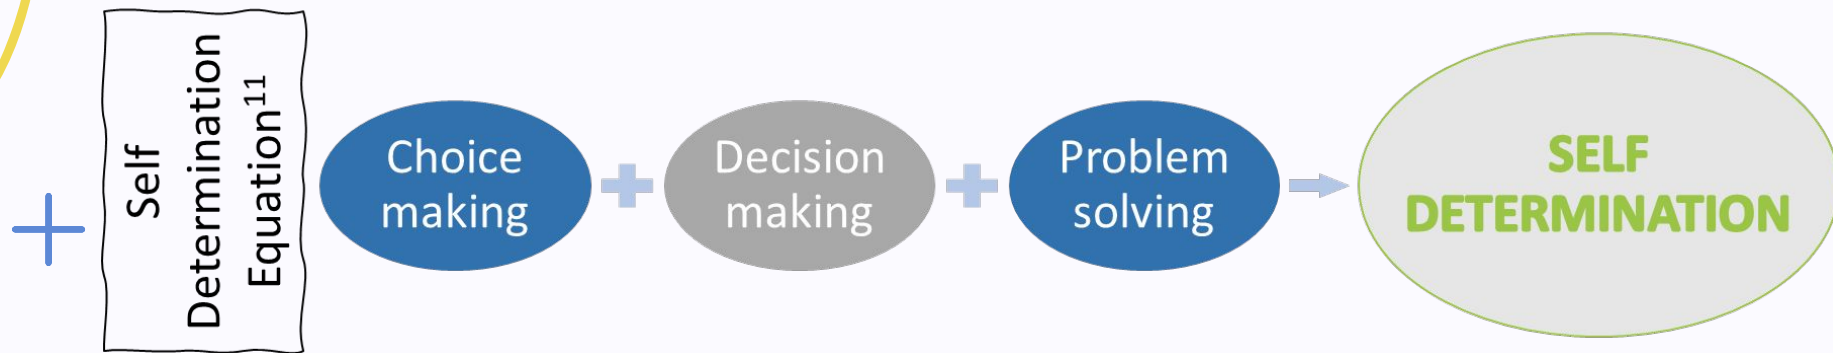 Self
Determination
Equation¹¹
Choice
making
Decision
making
Problem
solving
SELF
DETERMINATION